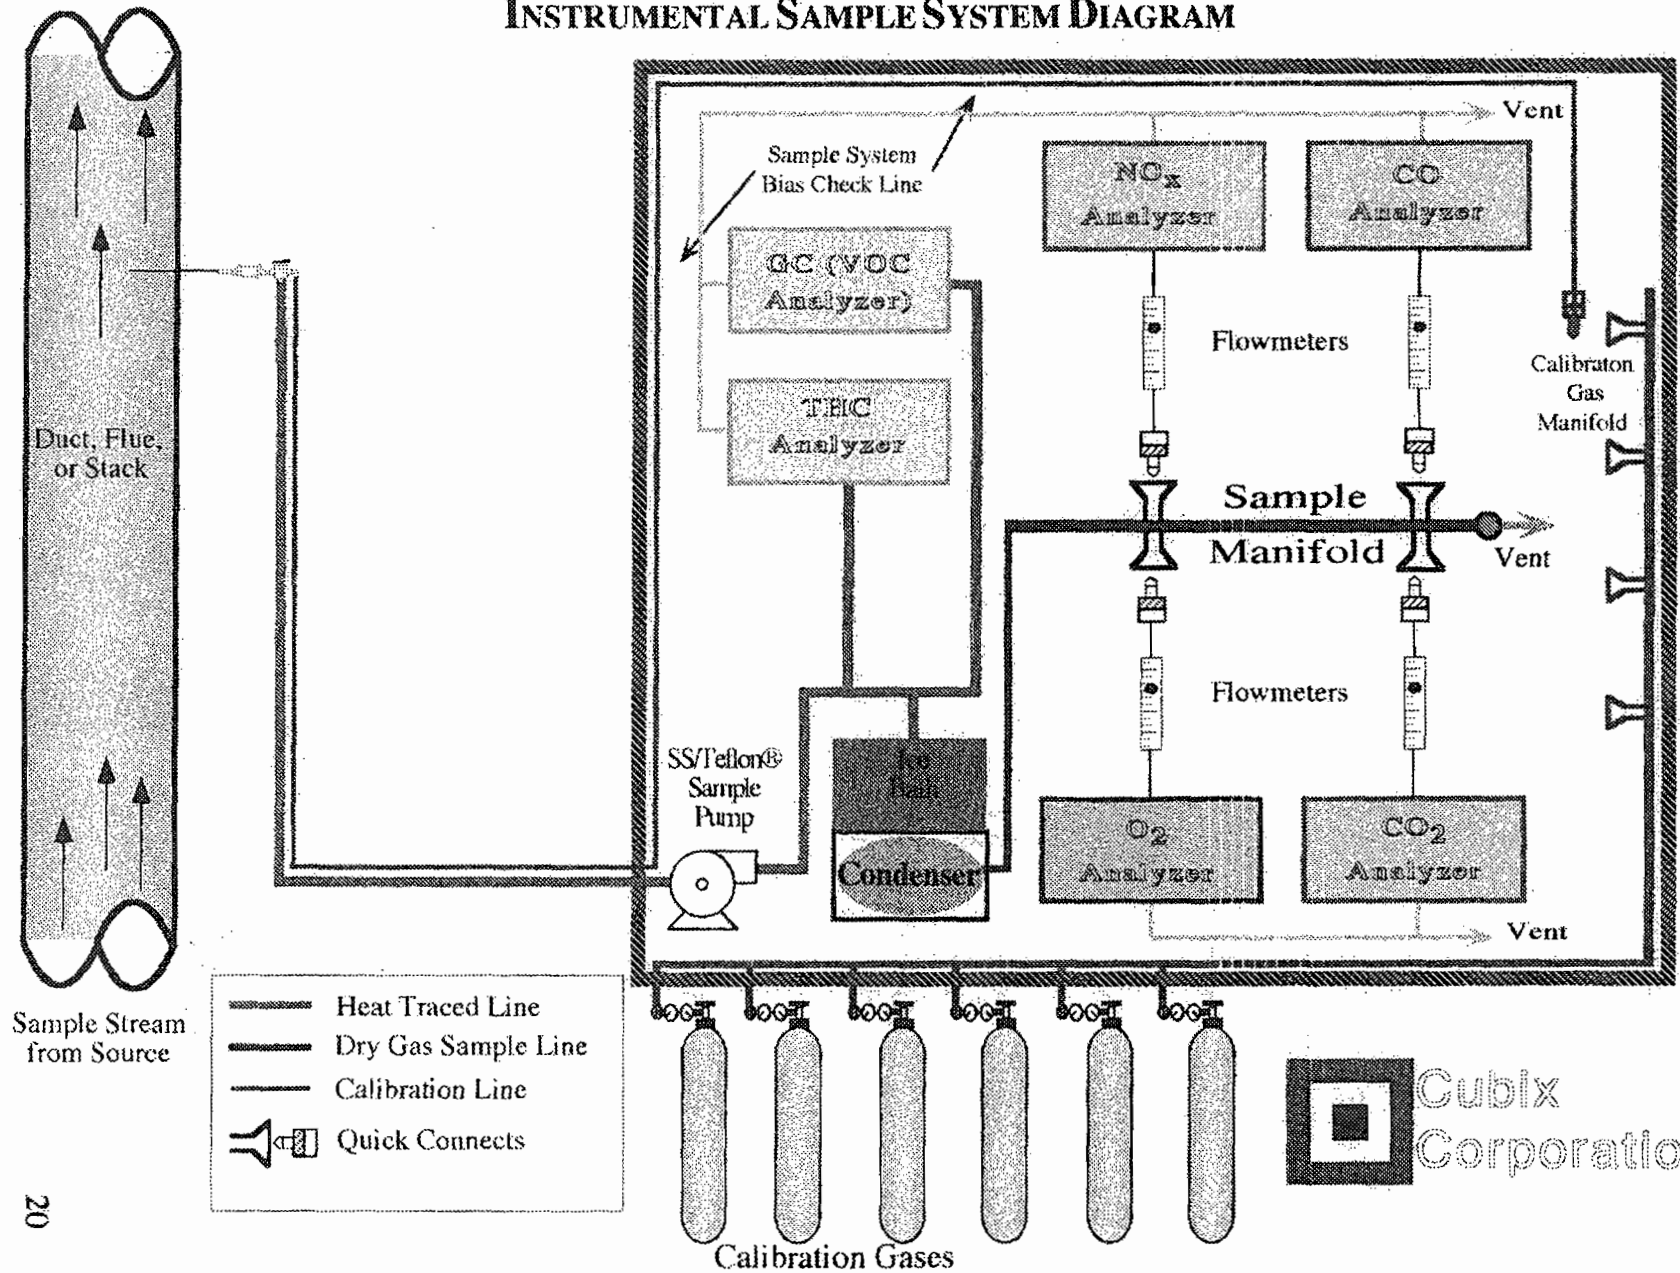 INSTRUMENTAL SAMPLE SYSTEM DIAGRAM
Vent
Sample System
Bias Check Line
NOx
Analyzer
CO
Analyzer
GC (VOC
Analyzer)
Flowmeters
Calibraton
Gas
Manifold
THC
Analyzer
Duct, Flue,
or Stack
Sample
Manifold
Vent
Flowmeters
SS/Teflon®
Sample
Pump
Ice
Bath
O2
Analyzer
CO2
Analyzer
Condenser
Vent
Sample Stream
from Source
Heat Traced Line
Dry Gas Sample Line
Calibration Line
Quick Connects
Cubix
Corporatio
20
Calibration Gases